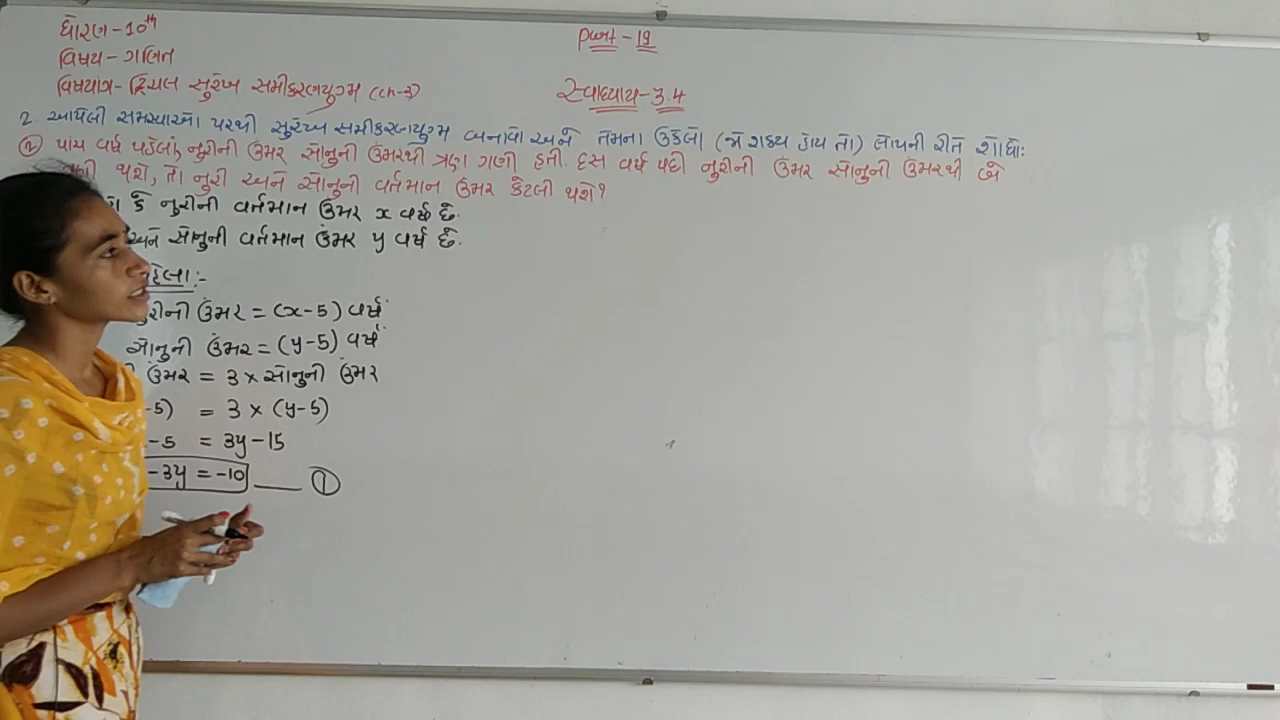 ધોરણ-10th
Part - 19
વિષય - ગણિત
વિષયાંગ- દ્વિચલ સુરેખ સમીકરણયુગ્મ (ch-3)
સ્વાધ્યાય-3.4
2 આપેલી સમસ્યાઓ પરથી સુરેખ સમીકરણયુગ્મ બનાવો અને તેમના ઉકેલો (જો શક્ય હોય તો) લોપની રીતે શોધો:
(2) પાંચ વર્ષ પહેલાં, નુરીની ઉંમર સોનુની ઉંમરથી ત્રણ ગણી હતી. દસ વર્ષ પછી નુરીની ઉંમર સોનુની ઉંમરથી બે
થશે, તો નુરી અને સોનુની વર્તમાન ઉંમર કેટલી થશે?
કે નુરીની વર્તમાન ઉંમર x વર્ષ છે.
અને સોનુની વર્તમાન ઉંમર y વર્ષ છે.
હેલા:-
નુરીની ઉંમર = (x-5) વર્ષ
સોનુની ઉંમર = (y-5) વર્ષ
ઉંમર = 3 × સોનુની ઉંમર
-5) = 3 × (y-5)
-5 = 3y-15
-3y = -10 ___ ①